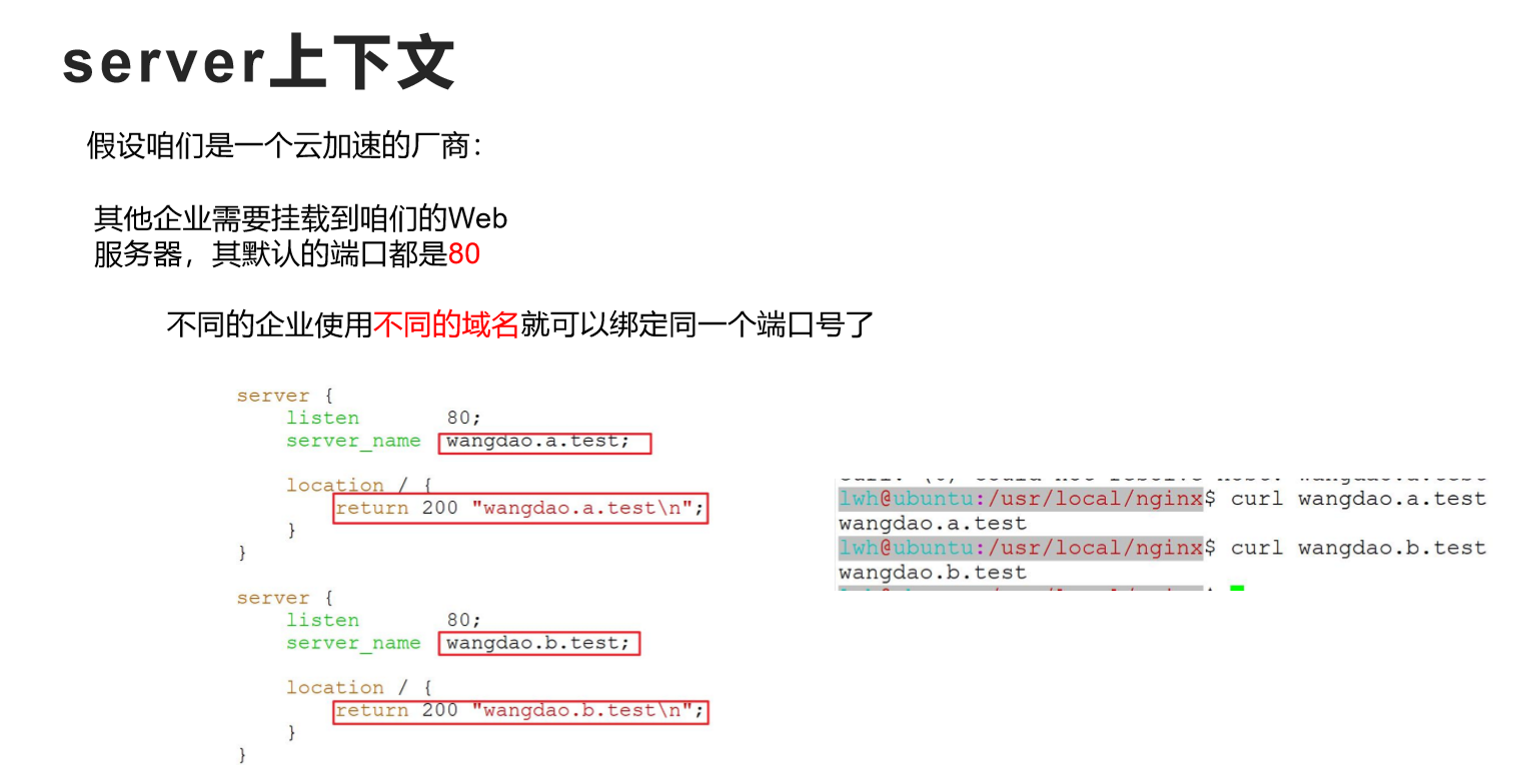 server上下文
假设咱们是一个云加速的厂商：
其他企业需要挂载到咱们的Web
服务器，其默认的端口都是80
不同的企业使用不同的域名就可以绑定同一个端口号了
server {
listen 80;
server_name wangdao.a.test;
location / {
return 200 "wangdao.a.test\n";
}
}
server {
listen 80;
server_name wangdao.b.test;
location / {
return 200 "wangdao.b.test\n";
}
}
lwh@ubuntu:/usr/local/nginx$ curl wangdao.a.test
wangdao.a.test
lwh@ubuntu:/usr/local/nginx$ curl wangdao.b.test
wangdao.b.test